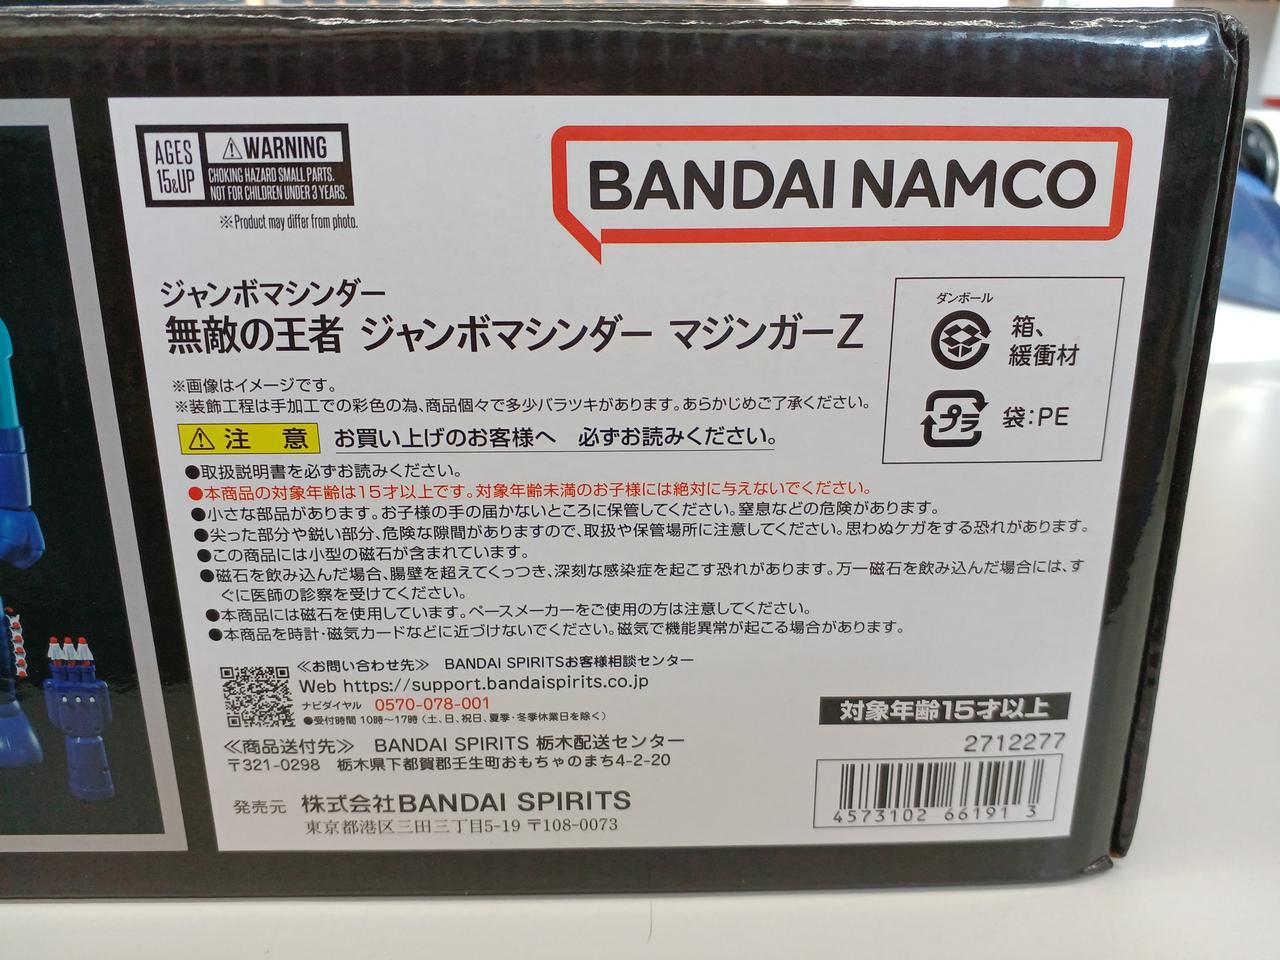 AGES
15&UP
⚠WARNING
CHOKING HAZARD SMALL PARTS.
NOT FOR CHILDREN UNDER 3 YEARS.
※Product may differ from photo.
BANDAI NAMCO
ジャンボマシンダー
無敵の王者 ジャンボマシンダー マジンガーZ
ダンボール
箱、
緩衝材
プラ
袋:PE
※画像はイメージです。
※装飾工程は手加工での彩色の為、商品個々で多少バラツキがあります。あらかじめご了承ください。
⚠注 意 お買い上げのお客様へ 必ずお読みください。
●取扱説明書を必ずお読みください。
●本商品の対象年齢は15才以上です。対象年齢未満のお子様には絶対に与えないでください。
●小さな部品があります。お子様の手の届かないところに保管してください。窒息などの危険があります。
●尖った部分や鋭い部分、危険な隙間がありますので、取扱や保管場所に注意してください。思わぬケガをする恐れがあります。
●この商品には小型の磁石が含まれています。
●磁石を飲み込んだ場合、腸壁を超えてくっつき、深刻な感染症を起こす恐れがあります。万一磁石を飲み込んだ場合には、す
ぐに医師の診察を受けてください。
●本商品には磁石を使用しています。ペースメーカーをご使用の方は注意してください。
●本商品を時計・磁気カードなどに近づけないでください。磁気で機能異常が起こる場合があります。
≪お問い合わせ先≫ BANDAI SPIRITSお客様相談センター
Web https://support.bandaispirits.co.jp
ナビダイヤル 0570-078-001
●受付時間 10時〜17時(土、日、祝日、夏季・冬季休業日を除く)
≪商品送付先≫ BANDAI SPIRITS 栃木配送センター
〒321-0298 栃木県下都賀郡壬生町おもちゃのまち4-2-20
発売元 株式会社BANDAI SPIRITS
東京都港区三田三丁目5-19 〒108-0073
対象年齢15才以上
2712277
4573102 66191 3